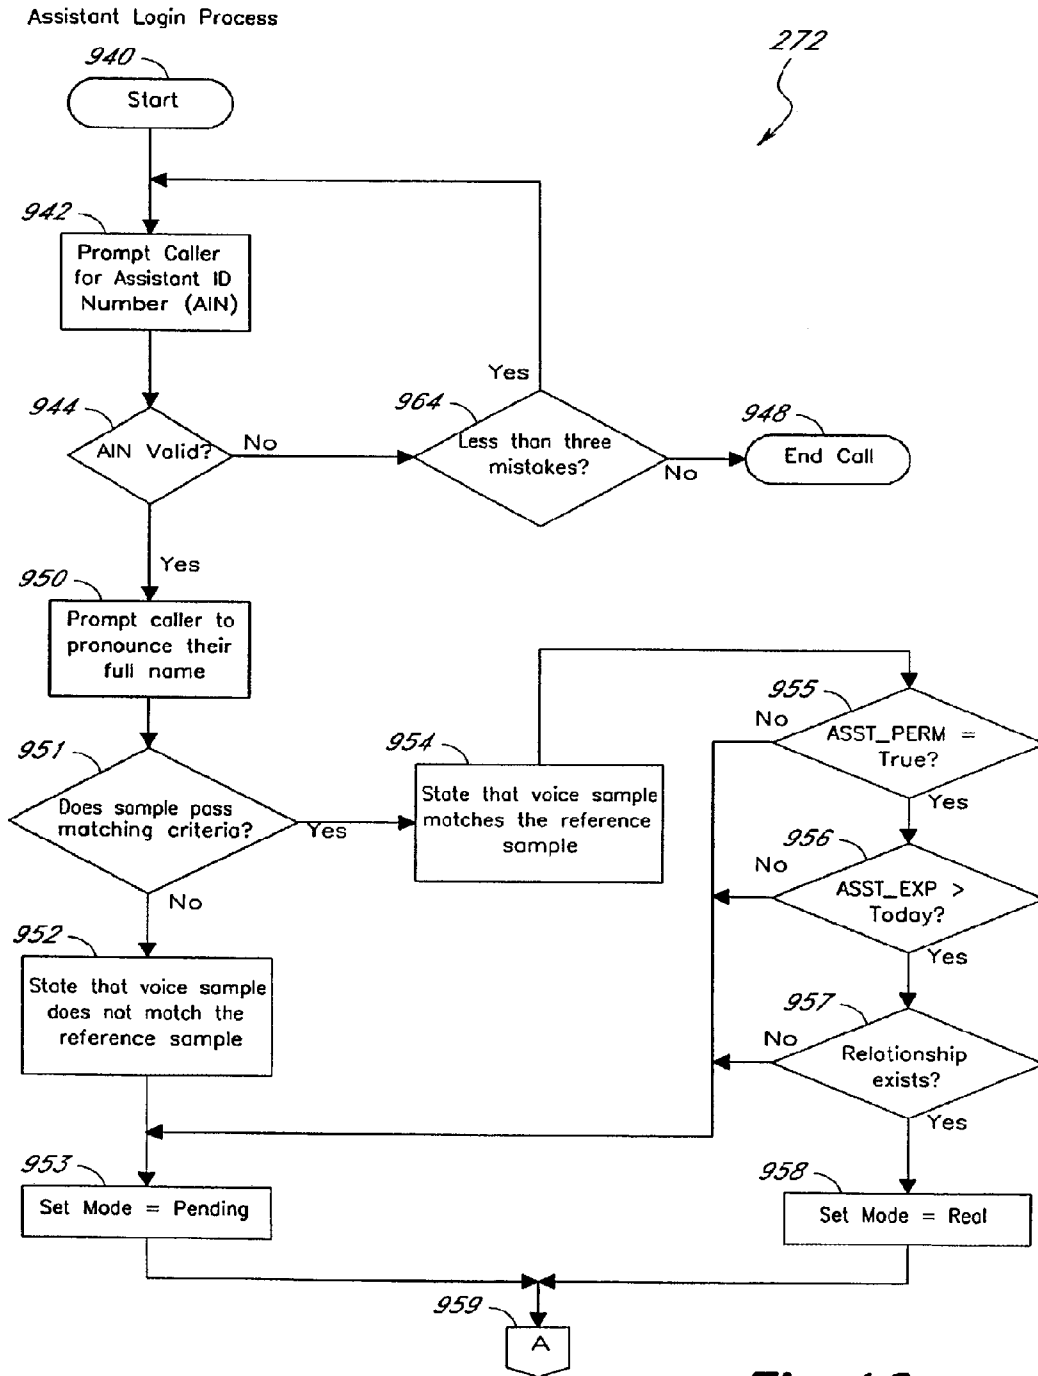 Assistant Login Process
272
940
Start
942
Prompt Caller
for Assistant ID
Number (AIN)
944
AIN Valid?
No
Yes
964
Less than three
mistakes?
Yes
No
948
End Call
950
Prompt caller to
pronounce their
full name
951
Does sample pass
matching criteria?
Yes
No
954
State that voice sample
matches the reference
sample
955
ASST_PERM =
True?
No
Yes
956
ASST_EXP >
Today?
No
Yes
957
Relationship
exists?
No
Yes
952
State that voice sample
does not match the
reference sample
953
Set Mode = Pending
958
Set Mode = Real
959
A